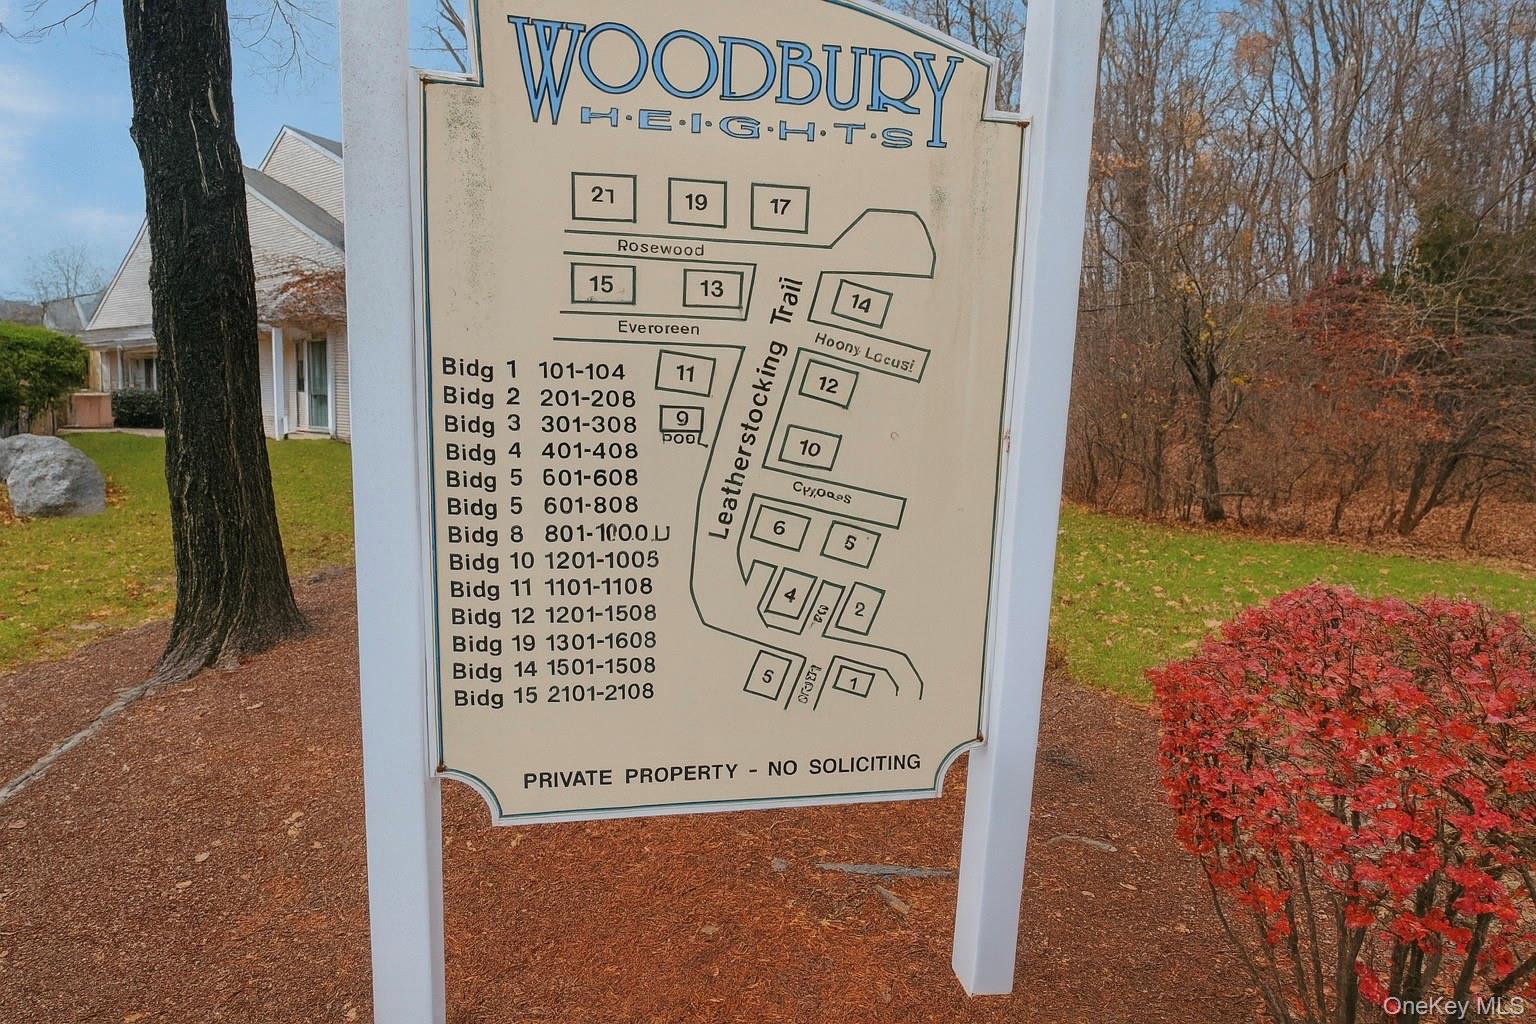 WOODBURY
H·E·I·G·H·T·S
21 19 17
Rosewood
15 13
14
Everoreen
Leatherstocking Trail
Hoony Locusi
11
12
9
POOL
10
6
5
4
2
5
1
Bidg 1 101-104
Bidg 2 201-208
Bidg 3 301-308
Bidg 4 401-408
Bidg 5 601-608
Bidg 5 601-808
Bidg 8
Bidg 10 1201-1005
Bidg 11 1101-1108
Bidg 12 1201-1508
Bidg 19 1301-1608
Bidg 14 1501-1508
Bidg 15 2101-2108
PRIVATE PROPERTY - NO SOLICITING
OneKey MLS